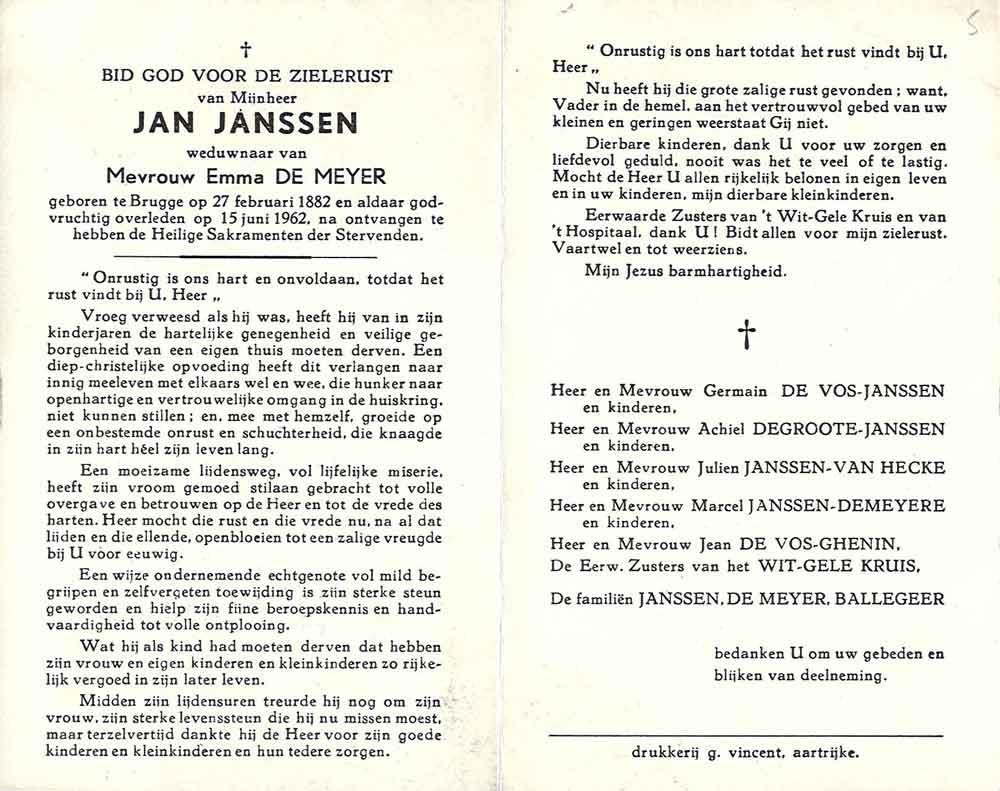 †
BID GOD VOOR DE ZIELERUST
van Mijnheer
JAN JANSSEN
weduwnaar van
Mevrouw Emma DE MEYER
geboren te Brugge op 27 februari 1882 en aldaar god-
vruchtig overleden op 15 juni 1962, na ontvangen te
hebben de Heilige Sakramenten der Stervenden.
“ Onrustig is ons hart en onvoldaan, totdat het
rust vindt bij U, Heer „
Vroeg verweesd als hij was, heeft hij van in zijn
kinderjaren de hartelijke genegenheid en veilige ge-
borgenheid van een eigen thuis moeten derven. Een
diep-christelijke opvoeding heeft dit verlangen naar
innig meeleven met elkaars wel en wee, die hunker naar
openhartige en vertrouwelijke omgang in de huiskring,
niet kunnen stillen ; en, mee met hemzelf, groeide op
een onbestemde onrust en schuchterheid, die knaagde
in zijn hart héel zijn leven lang.
Een moeizame lijdensweg, vol lijfelijke miserie,
heeft zijn vroom gemoed stilaan gebracht tot volle
overgave en betrouwen op de Heer en tot de vrede des
harten. Heer mocht die rust en die vrede nu, na al dat
lijden en die ellende, openbloeien tot een zalige vreugde
bij U voor eeuwig.
Een wijze ondernemende echtgenote vol mild be-
grijpen en zelfvergeten toewijding is zijn sterke steun
geworden en hielp zijn fijne beroepskennis en hand-
vaardigheid tot volle ontplooing.
Wat hij als kind had moeten derven dat hebben
zijn vrouw en eigen kinderen en kleinkinderen zo rijke-
lijk vergoed in zijn later leven.
Midden zijn lijdensuren treurde hij nog om zijn
vrouw, zijn sterke levenssteun die hij nu missen moest,
maar terzelvertijd dankte hij de Heer voor zijn goede
kinderen en kleinkinderen en hun tedere zorgen.
5
“ Onrustig is ons hart totdat het rust vindt bij U,
Heer „
Nu heeft hij die grote zalige rust gevonden ; want,
Vader in de hemel, aan het vertrouwvol gebed van uw
kleinen en geringen weerstaat Gij niet.
Dierbare kinderen, dank U voor uw zorgen en
liefdevol geduld, nooit was het te veel of te lastig.
Mocht de Heer U allen rijkelijk belonen in eigen leven
en in uw kinderen, mijn dierbare kleinkinderen.
Eerwaarde Zusters van 't Wit-Gele Kruis en van
't Hospitaal, dank U ! Bidt allen voor mijn zielerust.
Vaartwel en tot weerziens.
Mijn Jezus barmhartigheid.
†
Heer en Mevrouw Germain DE VOS-JANSSEN
en kinderen,
Heer en Mevrouw Achiel DEGROOTE-JANSSEN
en kinderen,
Heer en Mevrouw Julien JANSSEN-VAN HECKE
en kinderen,
Heer en Mevrouw Marcel JANSSEN-DEMEYERE
en kinderen,
Heer en Mevrouw Jean DE VOS-GHENIN,
De Eerw. Zusters van het WIT-GELE KRUIS,
De familiën JANSSEN, DE MEYER, BALLEGEER
bedanken U om uw gebeden en
blijken van deelneming.
drukkerij g. vincent, aartrijke.